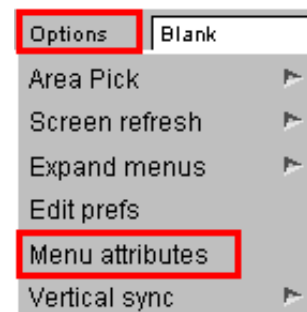 Options Blank
Area Pick
Screen refresh
Expand menus
Edit prefs
Menu attributes
Vertical sync